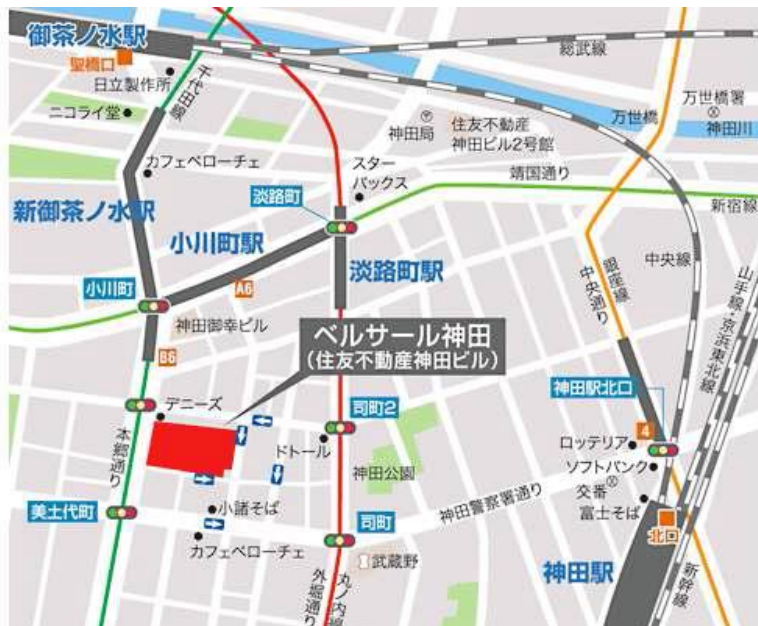 御茶ノ水駅
聖橋口
日立製作所
ニコライ堂
千代田線
総武線
万世橋署
万世橋
神田川
神田局
住友不動産
神田ビル2号館
カフェベローチェ
スター
バックス
靖国通り
新宿線
淡路町
新御茶ノ水駅
小川町駅
淡路町駅
銀座線
中央通り
中央線
山手線・京浜東北線
小川町
A6
神田御幸ビル
B6
ベルサール神田
(住友不動産神田ビル)
神田駅北口
デニーズ
司町2
ドトール
4
ロッテリア
ソフトバンク
本郷通り
神田公園
交番
富士そば
神田警察署通り
美土代町
小諸そば
司町
北口
カフェベローチェ
武蔵野
神田駅
新幹線
丸ノ内線
外堀通り